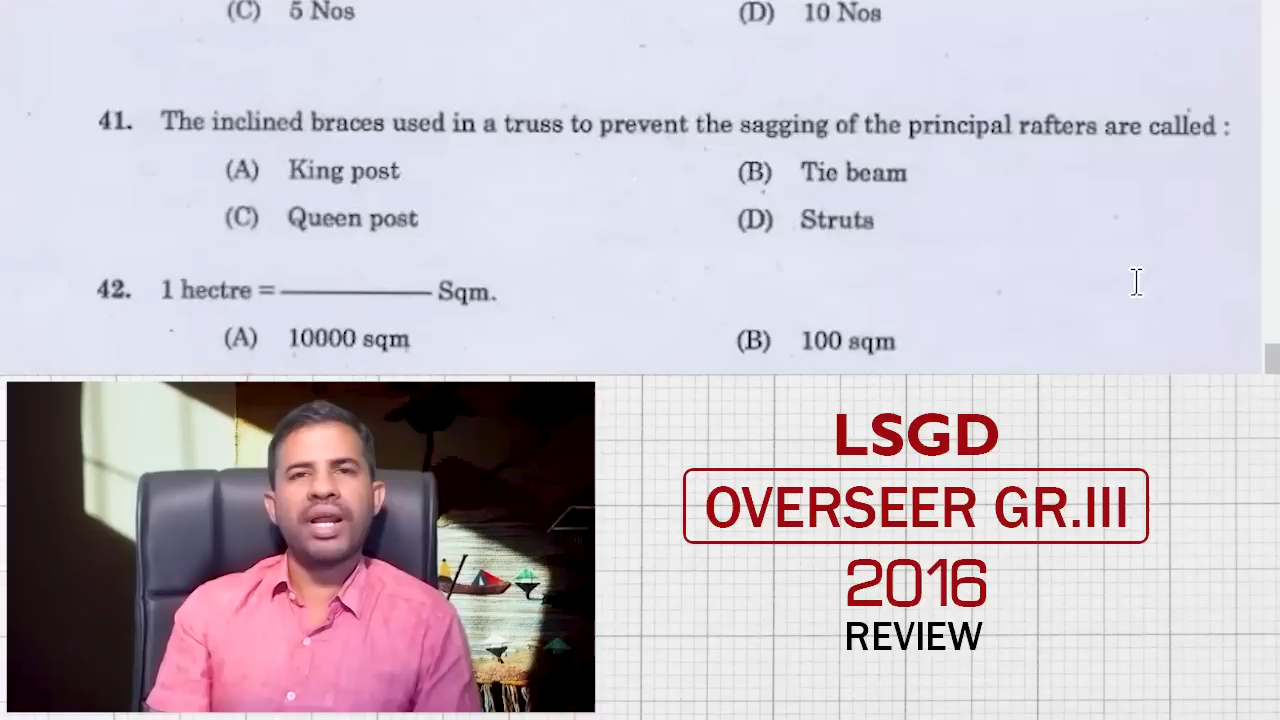 (C) 5 Nos (D) 10 Nos
41. The inclined braces used in a truss to prevent the sagging of the principal rafters are called :
(A) King post (B) Tie beam
(C) Queen post (D) Struts
42. 1 hectre = ________ Sqm.
(A) 10000 sqm (B) 100 sqm
LSGD
OVERSEER GR.III
2016
REVIEW